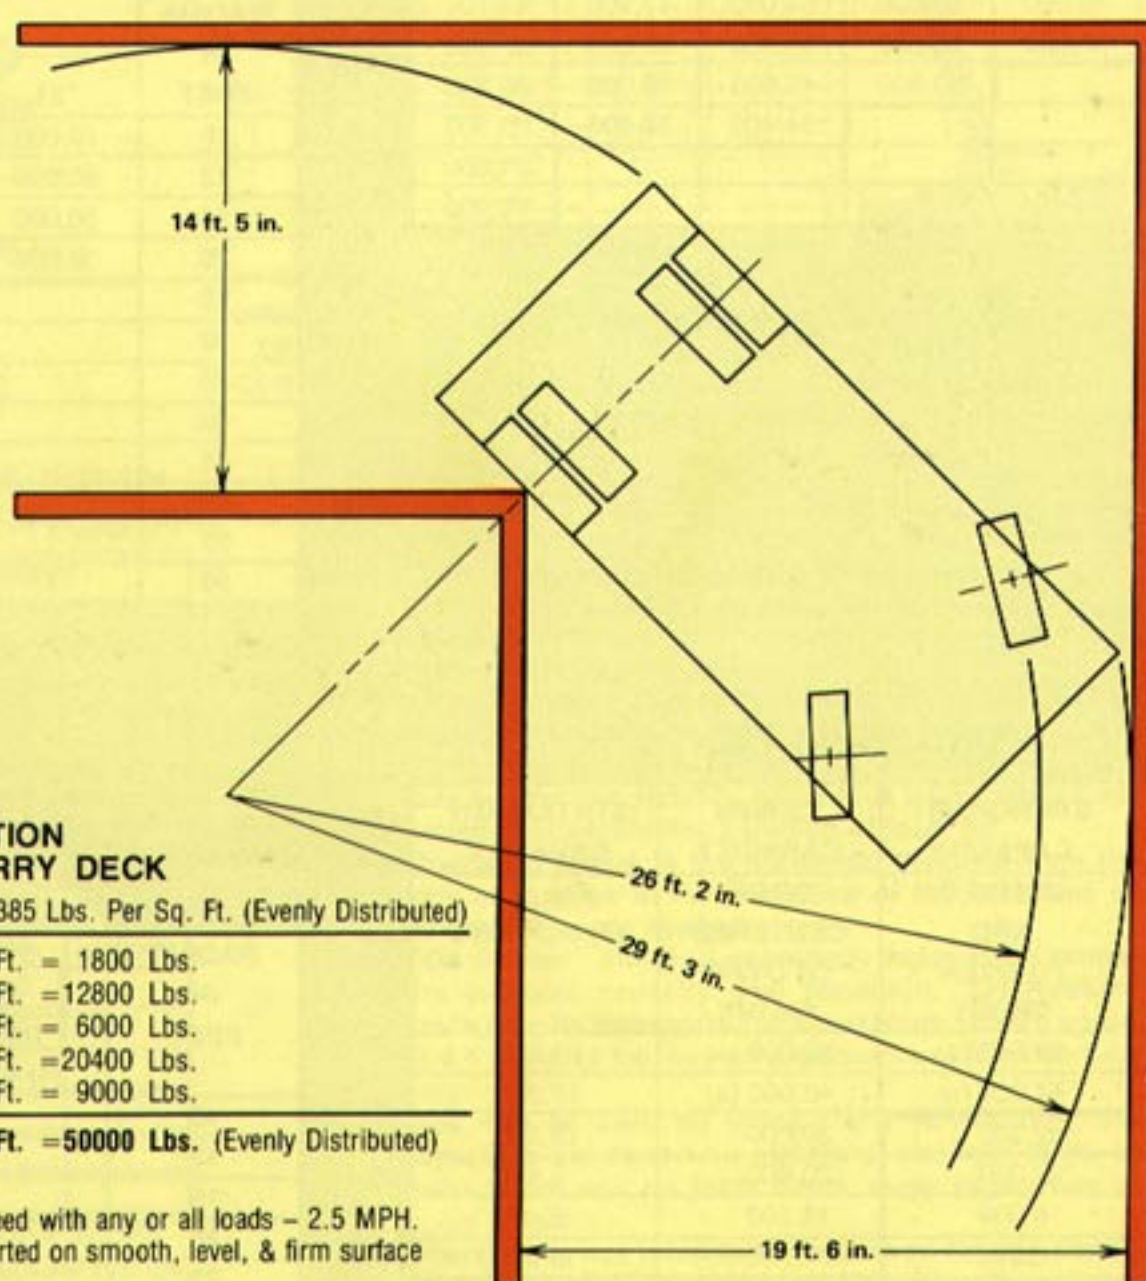 14 ft. 5 in.
26 ft. 2 in.
29 ft. 3 in.
RRY DECK
385 Lbs. Per Sq. Ft. (Evenly Distributed)
Ft. = 1800 Lbs.
Ft. =12800 Lbs.
Ft. = 6000 Lbs.
Ft. =20400 Lbs.
Ft. = 9000 Lbs.
Ft. =50000 Lbs. (Evenly Distributed)
with any or all loads – 2.5 MPH.
on smooth, level, & firm surface
19 ft. 6 in.